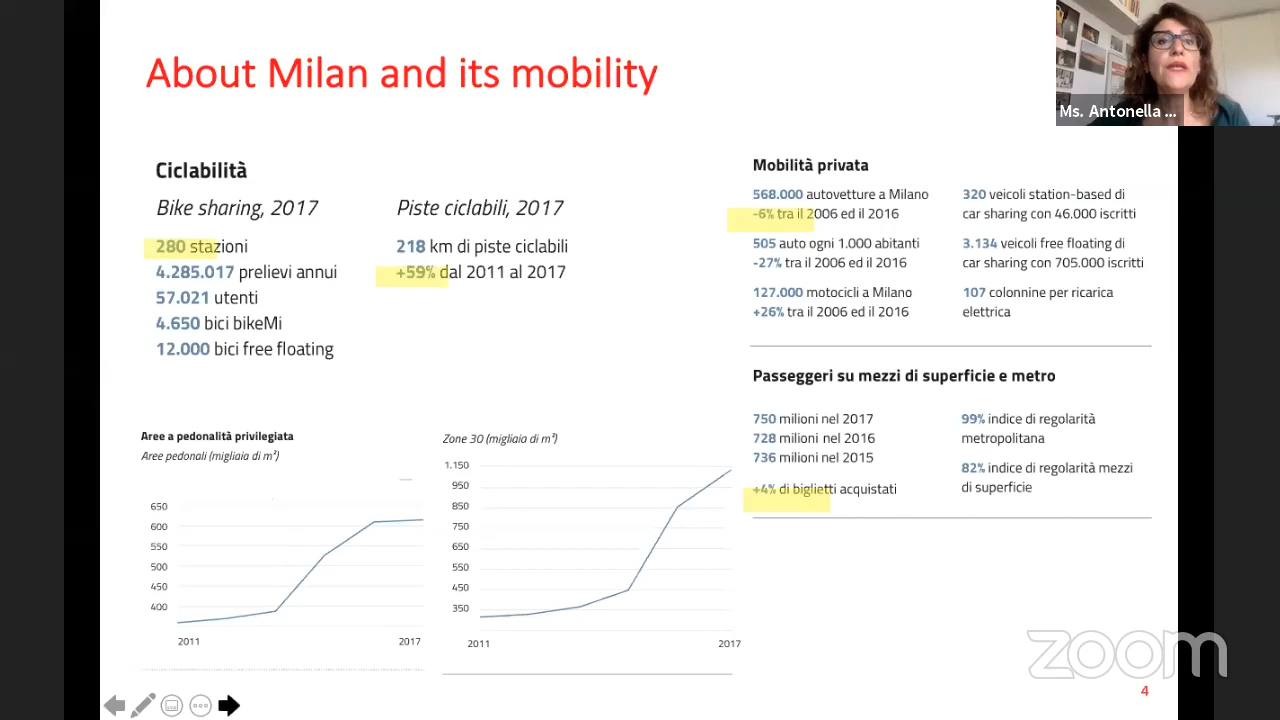 About Milan and its mobility
Ms. Antonella ...
Ciclabilità
Bike sharing, 2017
280 stazioni
4.285.017 prelievi annui
57.021 utenti
4.650 bici bikeMi
12.000 bici free floating
Piste ciclabili, 2017
218 km di piste ciclabili
+59% dal 2011 al 2017
Mobilità privata
568.000 autovetture a Milano
-6% tra il 2006 ed il 2016
505 auto ogni 1.000 abitanti
-27% tra il 2006 ed il 2016
127.000 motocicli a Milano
+26% tra il 2006 ed il 2016
320 veicoli station-based di
car sharing con 46.000 iscritti
3.134 veicoli free floating di
car sharing con 705.000 iscritti
107 colonnine per ricarica
elettrica
Passeggeri su mezzi di superficie e metro
750 milioni nel 2017
728 milioni nel 2016
736 milioni nel 2015
+4% di biglietti acquistati
99% indice di regolarità
metropolitana
82% indice di regolarità mezzi
di superficie
Aree a pedonalità privilegiata
Aree pedonali (migliaia di m²)
650
600
550
500
450
400
2011
2017
Zone 30 (migliaia di m²)
1.150
950
850
750
650
550
450
350
2011
2017
zoom
4